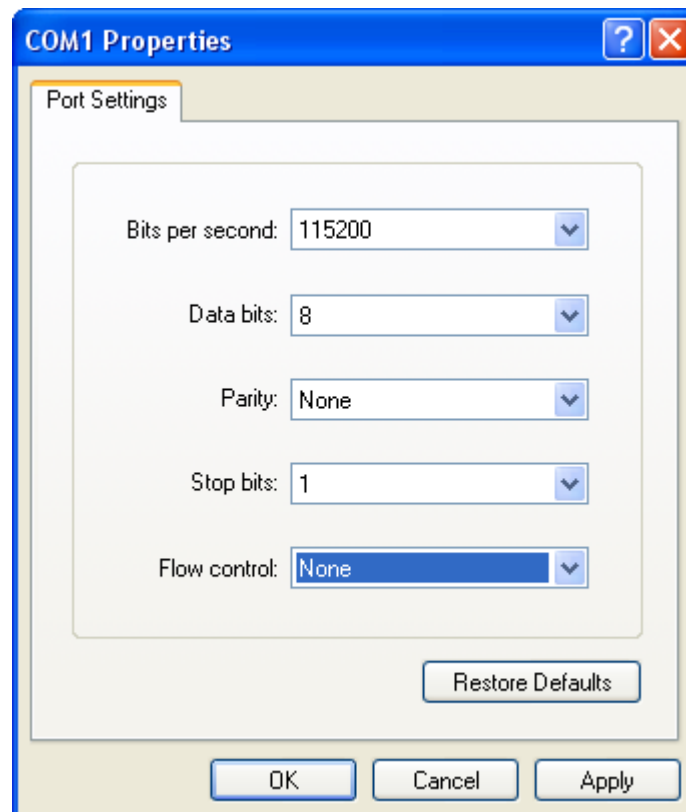 COM1 Properties
Port Settings
Bits per second: 115200
Data bits: 8
Parity: None
Stop bits: 1
Flow control: None
Restore Defaults
OK Cancel Apply